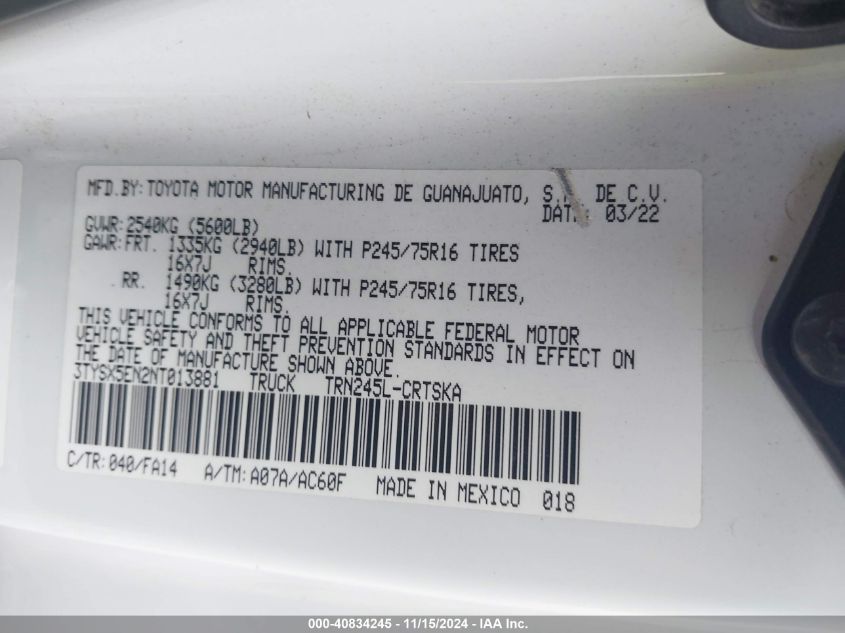 MFD.BY:TOYOTA MOTOR MANUFACTURING DE GUANAJUATO, S. DE C.V.
DAT : 03/22
GVWR:2540KG (5600LB)
GAWR:FRT. 1335KG (2940LB) WITH P245/75R16 TIRES
16X7J RIMS.
RR. 1490KG (3280LB) WITH P245/75R16 TIRES,
16X7J RIMS.
THIS VEHICLE CONFORMS TO ALL APPLICABLE FEDERAL MOTOR
VEHICLE SAFETY AND THEFT PREVENTION STANDARDS IN EFFECT ON
THE DATE OF MANUFACTURE SHOWN ABOVE.
3TYSX5EN2NT013881 TRUCK TRN245L-CRTSKA
C/TR:040/FA14 A/TM:A07A/AC60F MADE IN MEXICO 018
000-40834245 - 11/15/2024 - IAA Inc.